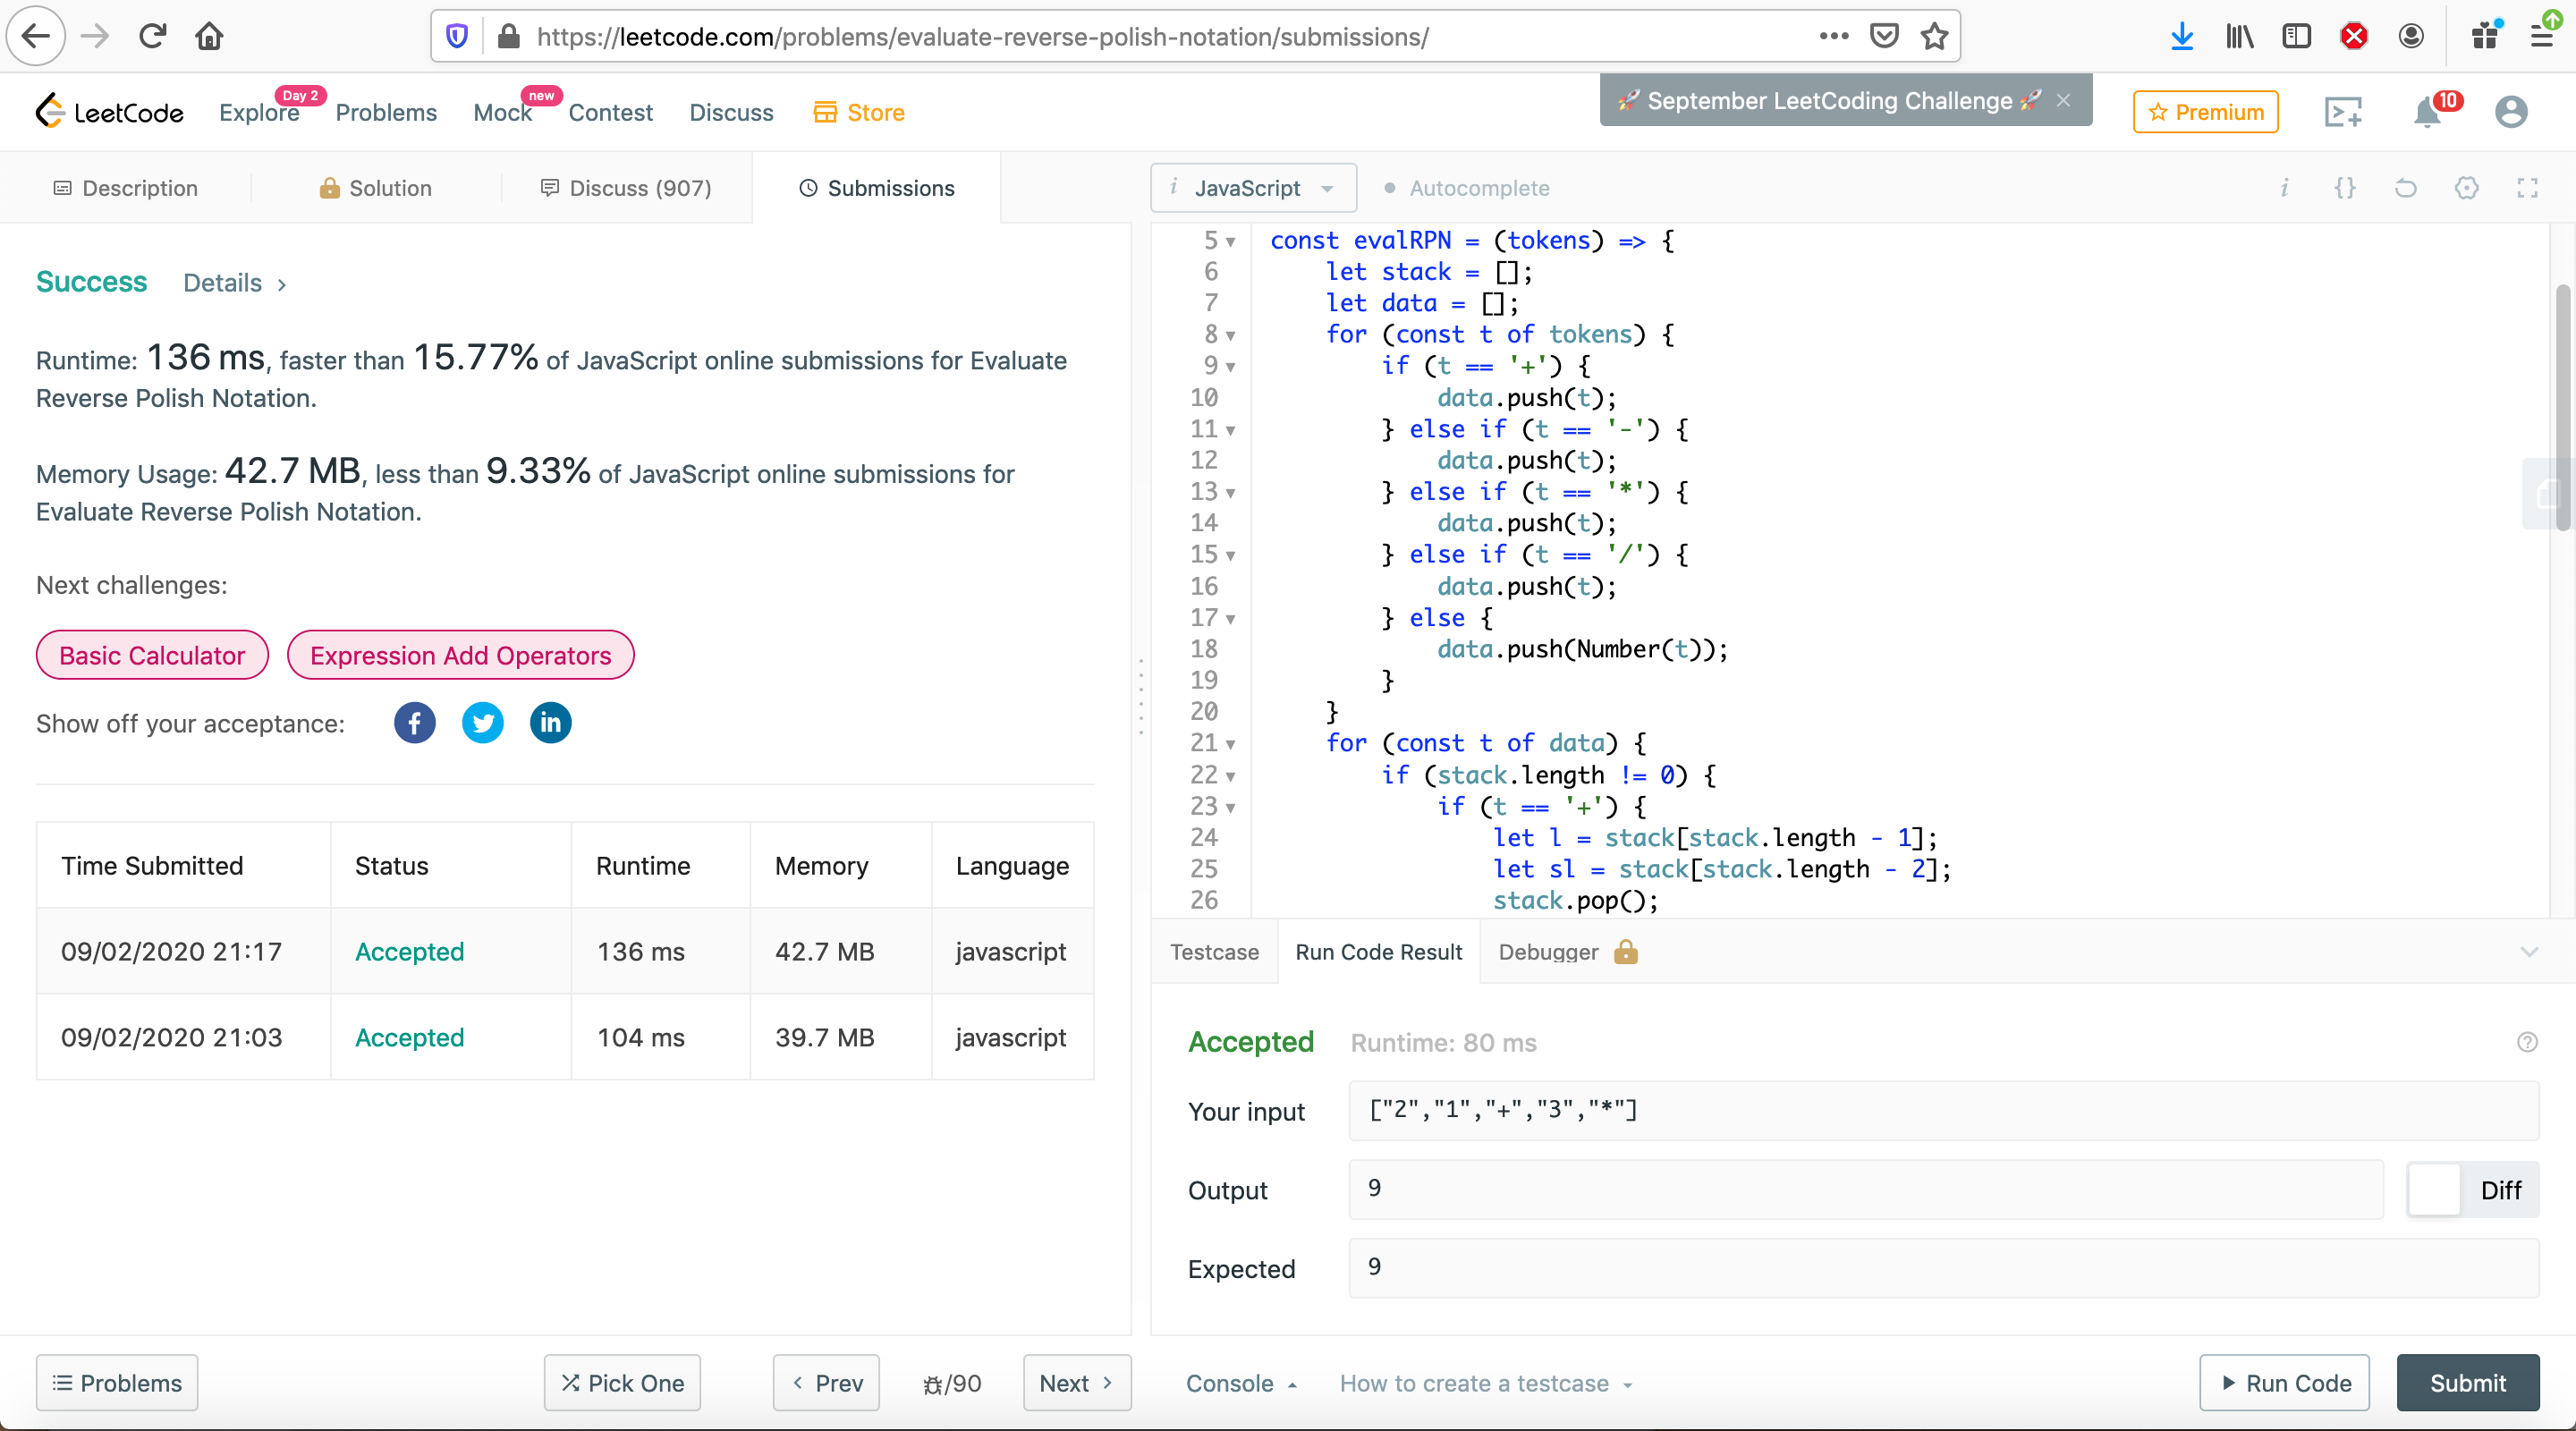 https://leetcode.com/problems/evaluate-reverse-polish-notation/submissions/
LeetCode
Explore
Day 2
Problems
Mock
new
Contest
Discuss
Store
🚀 September LeetCoding Challenge 🚀 ×
Premium
10
Description
Solution
Discuss (907)
Submissions
Success
Details >
Runtime: 136 ms, faster than 15.77% of JavaScript online submissions for Evaluate
Reverse Polish Notation.
Memory Usage: 42.7 MB, less than 9.33% of JavaScript online submissions for
Evaluate Reverse Polish Notation.
Next challenges:
Basic Calculator
Expression Add Operators
Show off your acceptance:
f
in
Time Submitted Status Runtime Memory Language
09/02/2020 21:17 Accepted 136 ms 42.7 MB javascript
09/02/2020 21:03 Accepted 104 ms 39.7 MB javascript
Problems
Pick One
< Prev
/90
Next >
i JavaScript
Autocomplete
i {}
5 const evalRPN = (tokens) => {
6 let stack = [];
7 let data = [];
8 for (const t of tokens) {
9 if (t == '+') {
10 data.push(t);
11 } else if (t == '-') {
12 data.push(t);
13 } else if (t == '*') {
14 data.push(t);
15 } else if (t == '/') {
16 data.push(t);
17 } else {
18 data.push(Number(t));
19 }
20 }
21 for (const t of data) {
22 if (stack.length != 0) {
23 if (t == '+') {
24 let l = stack[stack.length - 1];
25 let sl = stack[stack.length - 2];
26 stack.pop();
Testcase
Run Code Result
Debugger
Accepted Runtime: 80 ms
?
Your input ["2","1","+","3","*"]
Output 9
Diff
Expected 9
Console
How to create a testcase
Run Code
Submit